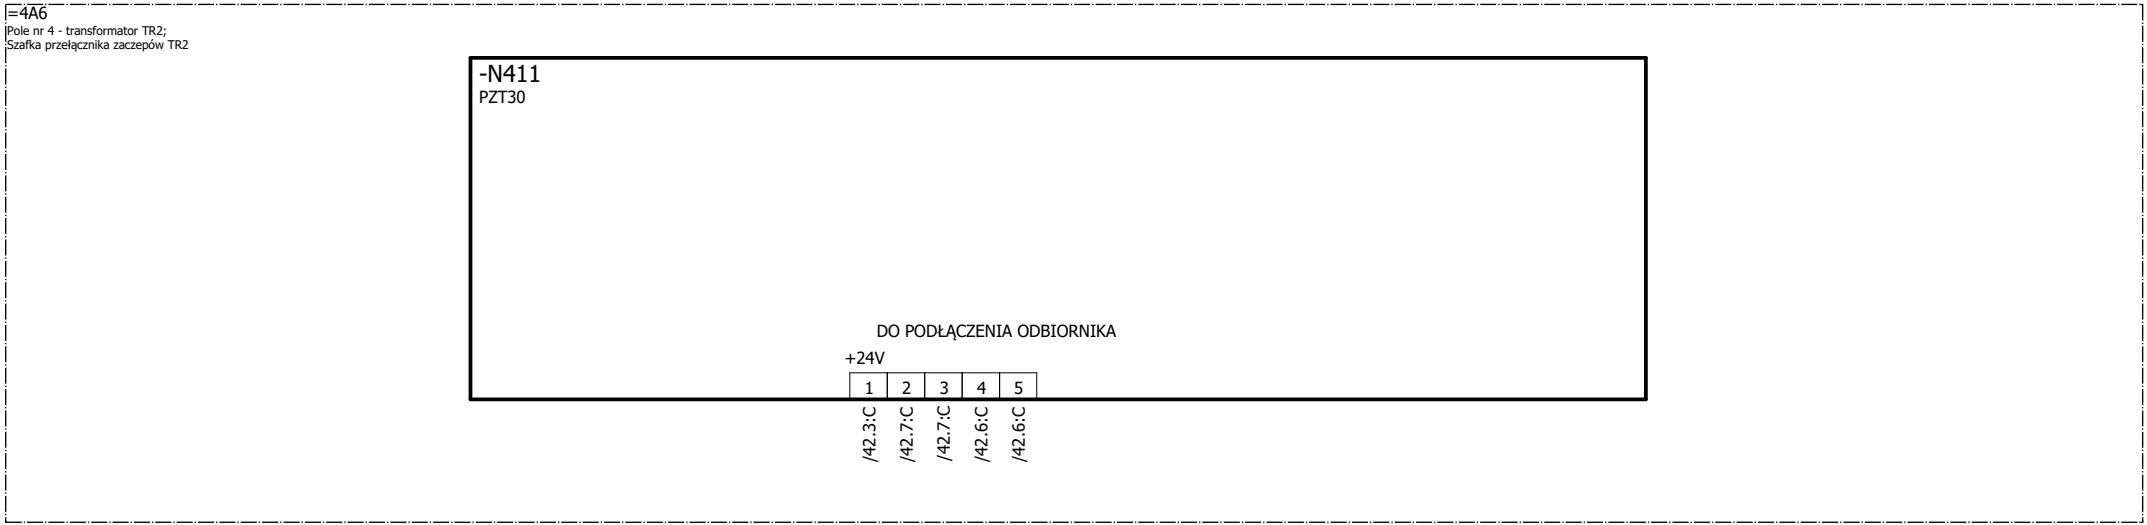 =4A6
Pole nr 4 - transformator TR2;
Szafka przełącznika zaczepów TR2
-N411
PZT30
DO PODŁĄCZENIA ODBIORNIKA
+24V
1 2 3 4 5
/42.3:C
/42.7:C
/42.7:C
/42.6:C
/42.6:C